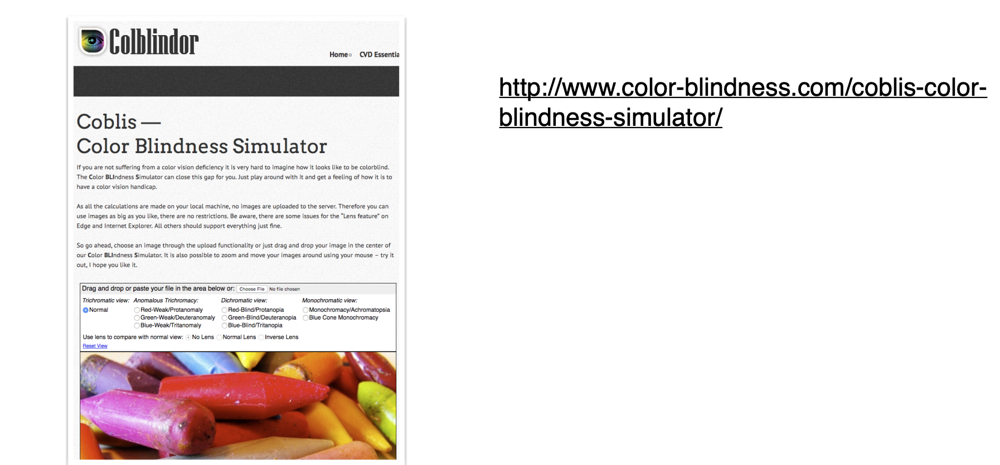 Colblindor
Home CVD Essentia
Coblis —
Color Blindness Simulator
If you are not suffering from a color vision deficiency it is very hard to imagine how it looks like to be colorblind.
The Color BLIndness Simulator can close this gap for you. Just play around with it and get a feeling of how it is to
have a color vision handicap.
As all the calculations are made on your local machine, no images are uploaded to the server. Therefore you can
use images as big as you like, there are no restrictions. Be aware, there are some issues for the "Lens feature" on
Edge and Internet Explorer. All others should support everything just fine.
So go ahead, choose an image through the upload functionality or just drag and drop your image in the center of
our Color BLIndness Simulator. It is also possible to zoom and move your images around using your mouse – try it
out, I hope you like it.
Drag and drop or paste your file in the area below or: Choose File No file chosen
Trichromatic view: Anomalous Trichromacy: Dichromatic view: Monochromatic view:
Normal Red-Weak/Protanomaly Red-Blind/Protanopia Monochromacy/Achromatopsia
Green-Weak/Deuteranomaly Green-Blind/Deuteranopia Blue Cone Monochromacy
Blue-Weak/Tritanomaly Blue-Blind/Tritanopia
Use lens to compare with normal view: No Lens Normal Lens Inverse Lens
Reset View
http://www.color-blindness.com/coblis-color-
blindness-simulator/